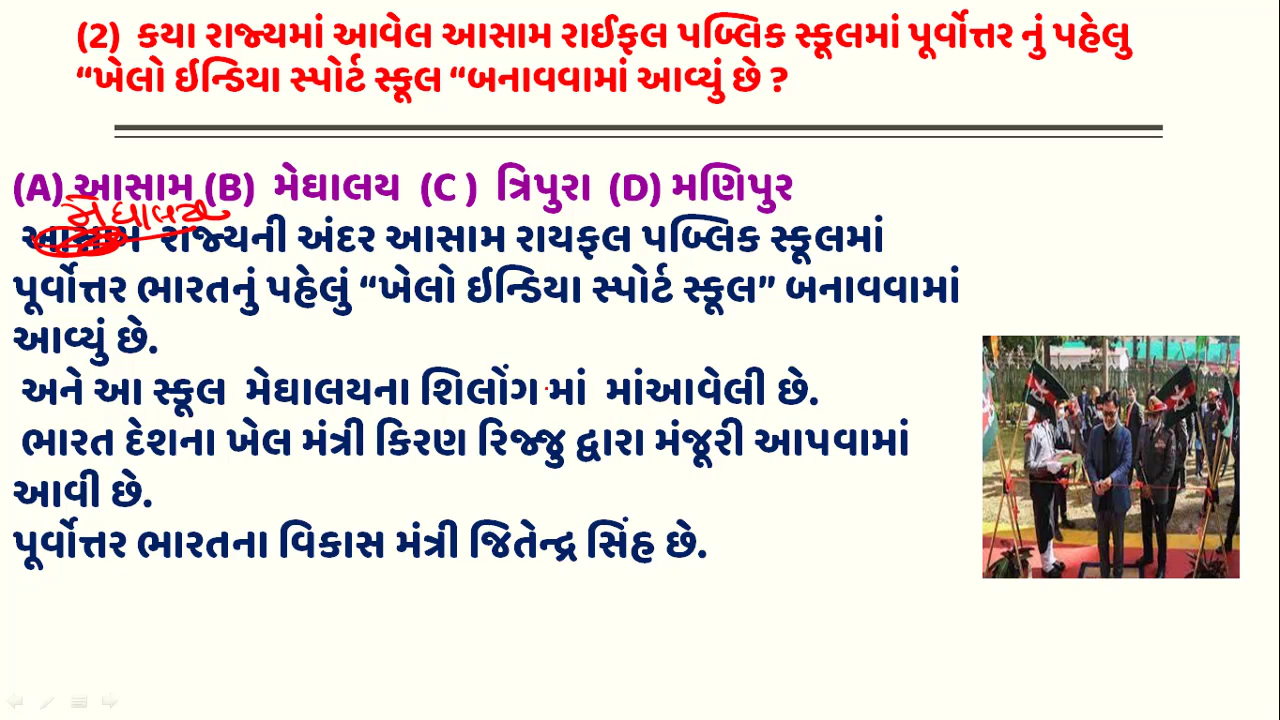 (2) કયા રાજ્યમાં આવેલ આસામ રાઈફલ પબ્લિક સ્કૂલમાં પૂર્વોત્તર નું પહેલુ
“ખેલો ઈન્ડિયા સ્પોર્ટ સ્કૂલ “બનાવવામાં આવ્યું છે ?
(A) આસામ (B) મેઘાલય (C ) ત્રિપુરા (D) મણિપુર
મેઘાલય
આસામ રાજ્યની અંદર આસામ રાયફલ પબ્લિક સ્કૂલમાં
પૂર્વોત્તર ભારતનું પહેલું “ખેલો ઈન્ડિયા સ્પોર્ટ સ્કૂલ” બનાવવામાં
આવ્યું છે.
અને આ સ્કૂલ મેઘાલયના શિલોંગ માં માંઆવેલી છે.
ભારત દેશના ખેલ મંત્રી કિરણ રિજ્જુ દ્વારા મંજૂરી આપવામાં
આવી છે.
પૂર્વોત્તર ભારતના વિકાસ મંત્રી જિતેન્દ્ર સિંહ છે.